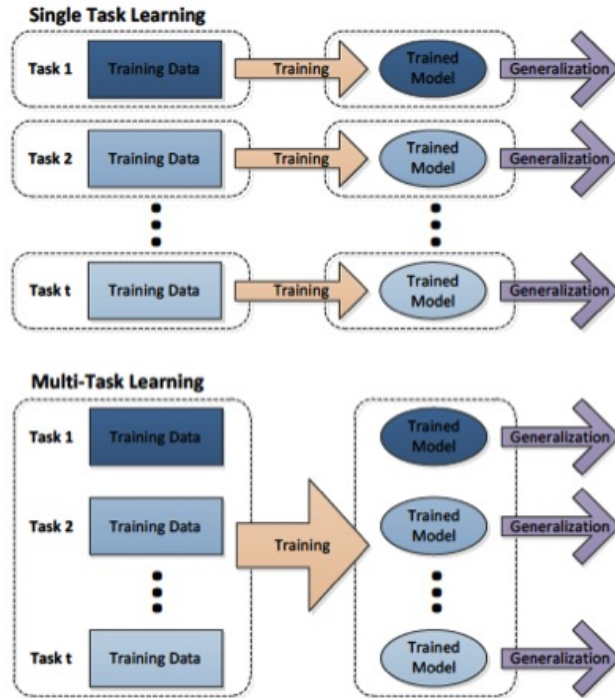 Single Task Learning
Task 1 Training Data Training Trained Model Generalization
Task 2 Training Data Training Trained Model Generalization
Task t Training Data Training Trained Model Generalization
Multi-Task Learning
Task 1 Training Data Trained Model Generalization
Task 2 Training Data Training Trained Model Generalization
Task t Training Data Trained Model Generalization